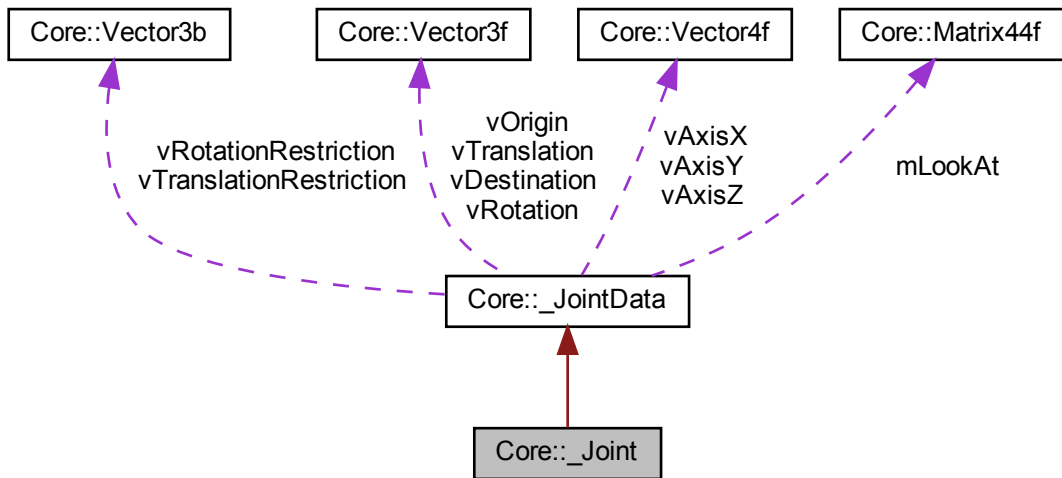 Core::Vector3b
Core::Vector3f
Core::Vector4f
Core::Matrix44f
vRotationRestriction
vTranslationRestriction
vOrigin
vTranslation
vDestination
vRotation
vAxisX
vAxisY
vAxisZ
mLookAt
Core::_JointData
Core::_Joint